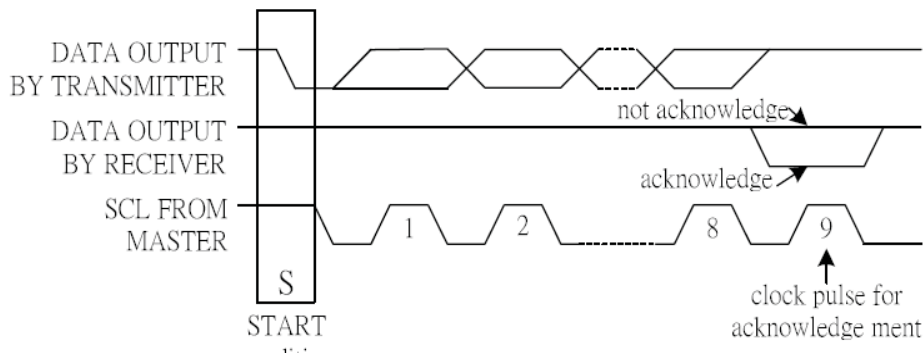 DATA OUTPUT
BY TRANSMITTER
not acknowledge
DATA OUTPUT
BY RECEIVER
acknowledge
SCL FROM
MASTER
1
2
8
9
S
START
clock pulse for
acknowledge ment